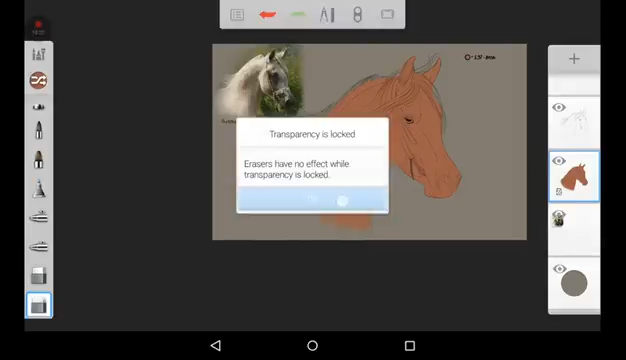 Transparency is locked
Erasers have no effect while
transparency is locked.